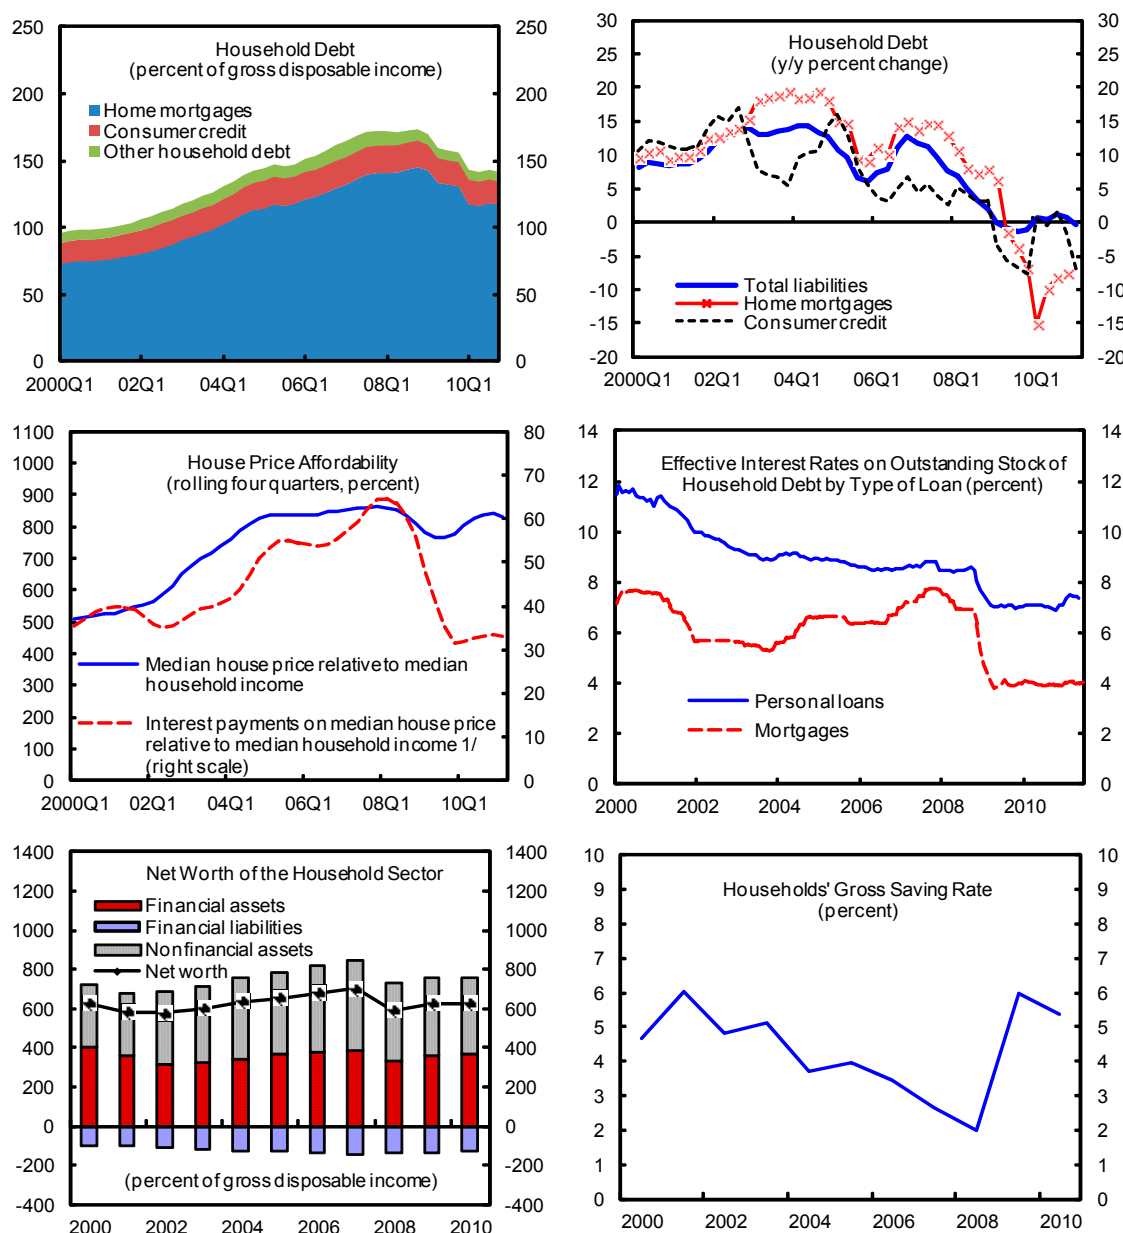 Household Debt
(percent of gross disposable income)
Home mortgages
Consumer credit
Other household debt
250 200 150 100 50 0
250 200 150 100 50 0
2000Q1 02Q1 04Q1 06Q1 08Q1 10Q1
Household Debt
(y/y percent change)
30 25 20 15 10 5 0 -5 -10 -15 -20
30 25 20 15 10 5 0 -5 -10 -15 -20
Total liabilities
Home mortgages
Consumer credit
2000Q1 02Q1 04Q1 06Q1 08Q1 10Q1
House Price Affordability
(rolling four quarters, percent)
1100 1000 900 800 700 600 500 400 300 200 100 0
80 70 60 50 40 30 20 10 0
Median house price relative to median
household income
Interest payments on median house price
relative to median household income 1/
(right scale)
2000Q1 02Q1 04Q1 06Q1 08Q1 10Q1
Effective Interest Rates on Outstanding Stock of
Household Debt by Type of Loan (percent)
14 12 10 8 6 4 2 0
14 12 10 8 6 4 2 0
Personal loans
Mortgages
2000 2002 2004 2006 2008 2010
Net Worth of the Household Sector
1400 1200 1000 800 600 400 200 0 -200 -400
1400 1200 1000 800 600 400 200 0 -200 -400
Financial assets
Financial liabilities
Nonfinancial assets
Net worth
(percent of gross disposable income)
2000 2002 2004 2006 2008 2010
Households' Gross Saving Rate
(percent)
10 9 8 7 6 5 4 3 2 1 0
10 9 8 7 6 5 4 3 2 1 0
2000 2002 2004 2006 2008 2010